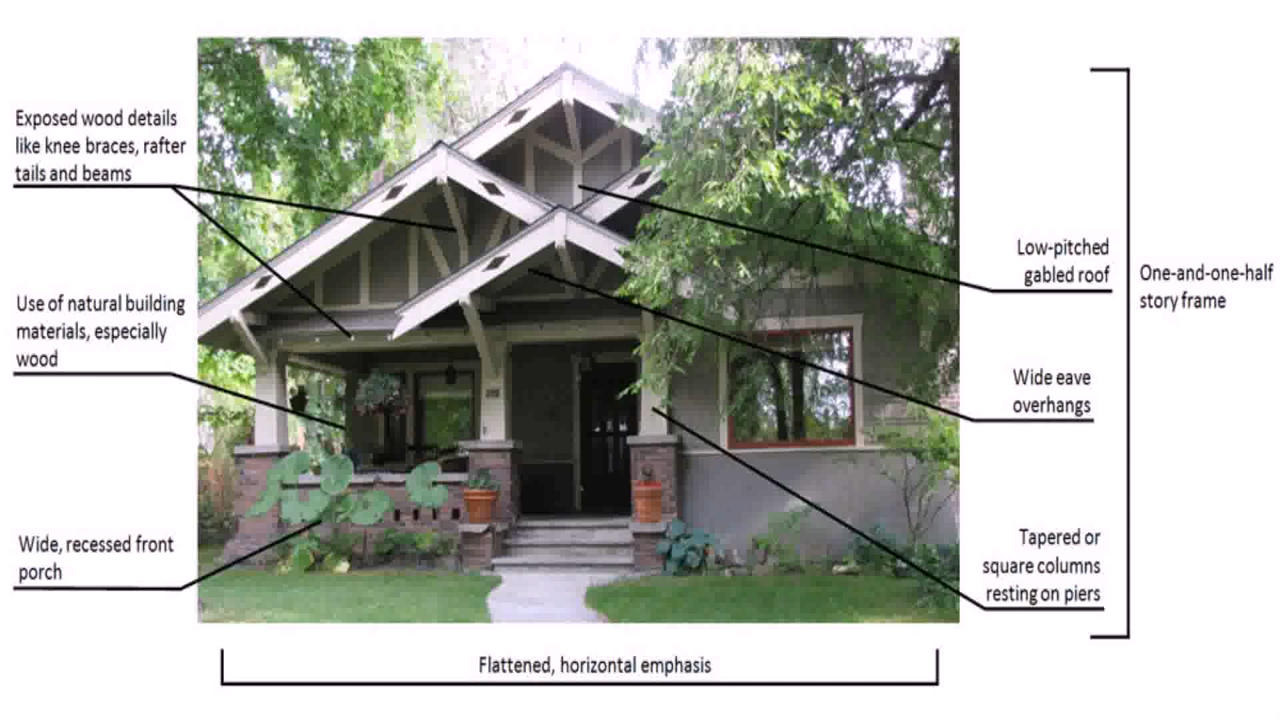 Exposed wood details
like knee braces, rafter
tails and beams
Use of natural building
materials, especially
wood
Wide, recessed front
porch
Low-pitched
gabled roof
Wide eave
overhangs
Tapered or
square columns
resting on piers
One-and-one-half
story frame
Flattened, horizontal emphasis